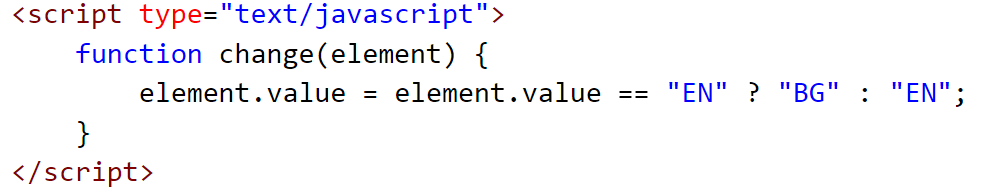 <script type="text/javascript">
    function change(element) {
        element.value = element.value == "EN" ? "BG" : "EN";
    }
</script>